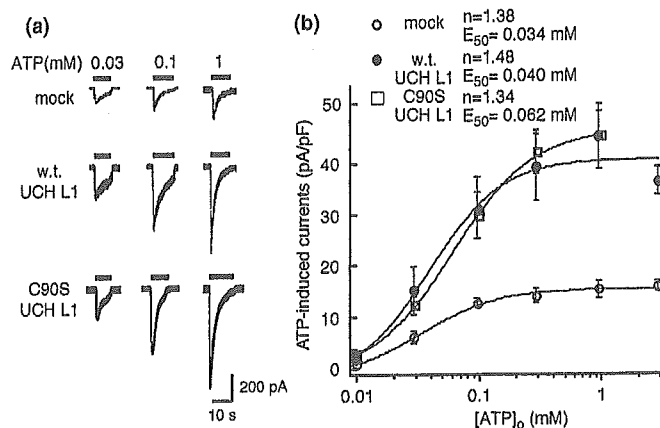 (a)
ATP(mM) 0.03 0.1 1
mock
w.t.
UCH L1
C90S
UCH L1
200 pA
10 s
(b)
mock n=1.38
E50= 0.034 mM
w.t. n=1.48
UCH L1 E50= 0.040 mM
C90S n=1.34
UCH L1 E50= 0.062 mM
ATP-induced currents (pA/pF)
50
40
30
20
10
0
0.01 0.1 1
[ATP]o (mM)